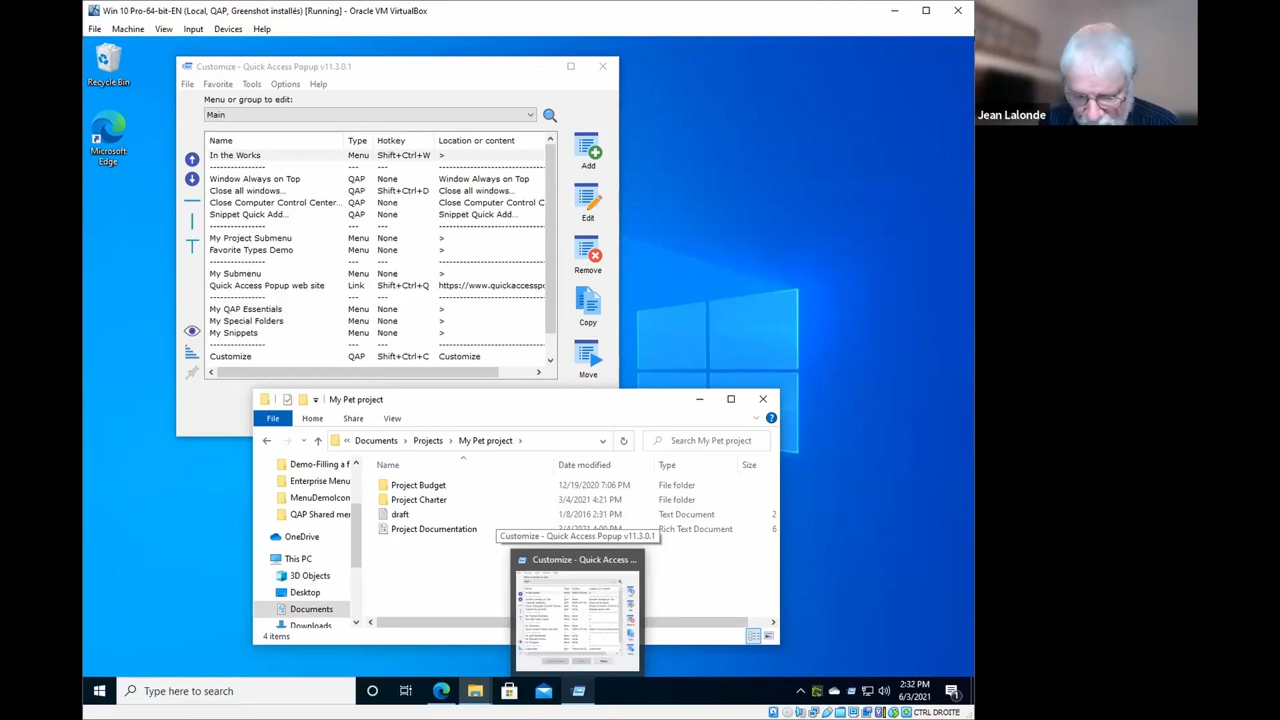 Win 10 Pro-64-bit-EN (Local, QAP, Greenshot installés) [Running] - Oracle VM VirtualBox
File Machine View Input Devices Help
Recycle Bin
Microsoft
Edge
Customize - Quick Access Popup v11.3.0.1
File Favorite Tools Options Help
Menu or group to edit:
Main
Name Type Hotkey Location or content
In the Works Menu Shift+Ctrl+W >
Window Always on Top QAP None Window Always on Top
Close all windows... QAP Shift+Ctrl+D Close all windows...
Close Computer Control Center... QAP None Close Computer Control C
Snippet Quick Add... QAP None Snippet Quick Add...
My Project Submenu Menu None >
Favorite Types Demo Menu None >
My Submenu Menu None >
Quick Access Popup web site Link Shift+Ctrl+Q https://www.quickaccesspo
My QAP Essentials Menu None >
My Special Folders Menu None >
My Snippets Menu None >
Customize QAP Shift+Ctrl+C Customize
Add
Edit
Remove
Copy
Move
My Pet project
File Home Share View
« Documents > Projects > My Pet project >
Search My Pet project
Demo-Filling a f
Enterprise Menu
MenuDemoIcon
QAP Shared mer
OneDrive
This PC
3D Objects
Desktop
Documents
Downloads
Name Date modified Type Size
Project Budget 12/19/2020 7:06 PM File folder
Project Charter 3/4/2021 4:21 PM File folder
draft 1/8/2016 2:31 PM Text Document 2
Project Documentation 3/4/2021 4:00 PM Rich Text Document 6
Customize - Quick Access Popup v11.3.0.1
Customize - Quick Access ...
4 items
Type here to search
2:32 PM
6/3/2021
1
CTRL DROITE
Jean Lalonde